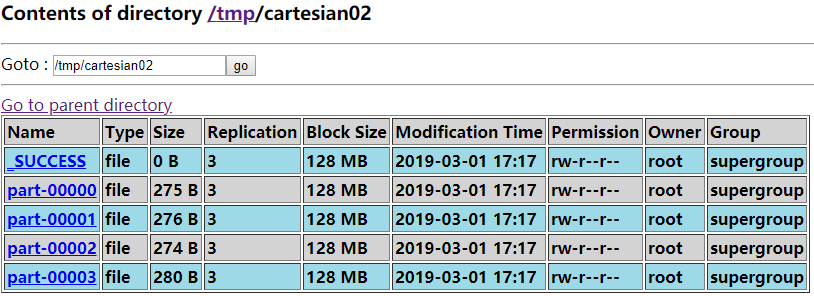 Contents of directory /tmp/cartesian02
Goto : /tmp/cartesian02 go
Go to parent directory
Name Type Size Replication Block Size Modification Time Permission Owner Group
_SUCCESS file 0 B 3 128 MB 2019-03-01 17:17 rw-r--r-- root supergroup
part-00000 file 275 B 3 128 MB 2019-03-01 17:17 rw-r--r-- root supergroup
part-00001 file 276 B 3 128 MB 2019-03-01 17:17 rw-r--r-- root supergroup
part-00002 file 274 B 3 128 MB 2019-03-01 17:17 rw-r--r-- root supergroup
part-00003 file 280 B 3 128 MB 2019-03-01 17:17 rw-r--r-- root supergroup